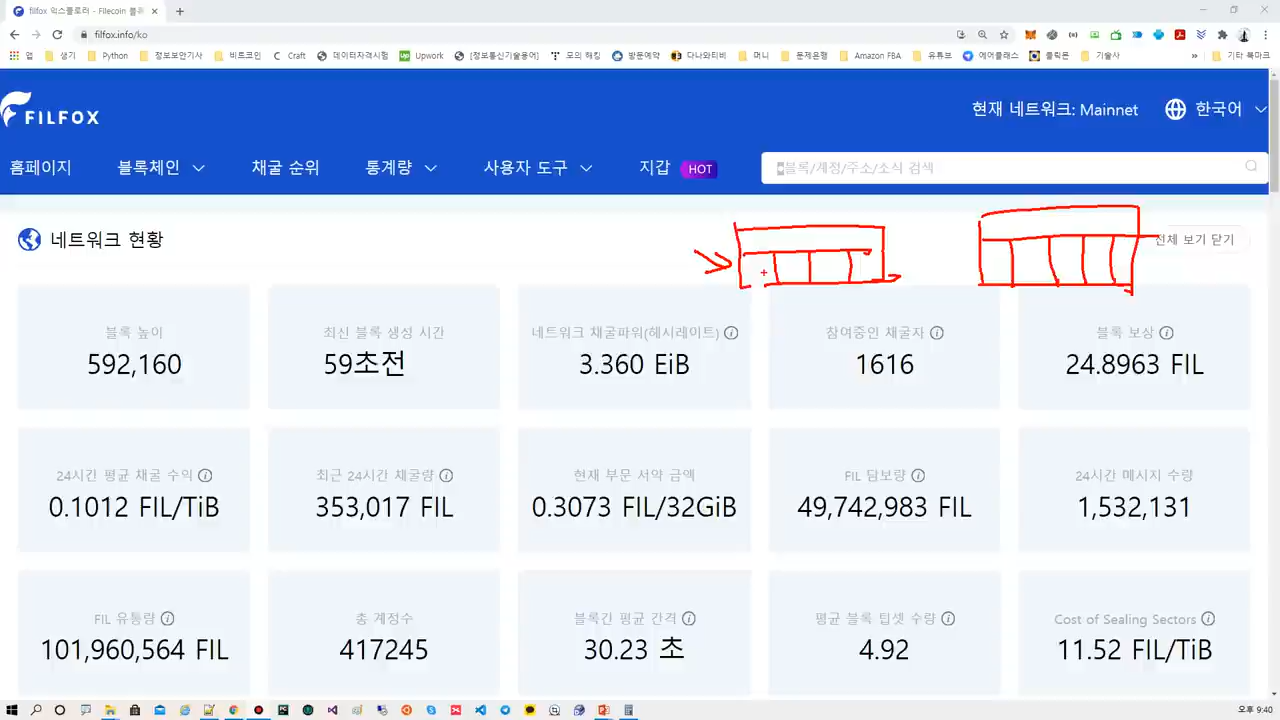 filfox 익스플로러 - Filecoin 블록
filfox.info/ko
앱 생기 Python 정보보안기사 비트코인 Craft 데이터자격시험 Upwork [정보통신기술용어] 모의 해킹 방문예약 다나와티비 머니 문제은행 Amazon FBA 유튜브 에어클래스 클릭몬 기술사 » 기타 북마크
FILFOX
현재 네트워크: Mainnet 한국어
홈페이지 블록체인 채굴 순위 통계량 사용자 도구 지갑 HOT 블록/계정/주소/소식 검색
네트워크 현황 전체 보기 닫기
블록 높이 최신 블록 생성 시간 네트워크 채굴파워(헤시레이트) 참여중인 채굴자 블록 보상
592,160 59초전 3.360 EiB 1616 24.8963 FIL
24시간 평균 채굴 수익 최근 24시간 채굴량 현재 부문 서약 금액 FIL 담보량 24시간 메시지 수량
0.1012 FIL/TiB 353,017 FIL 0.3073 FIL/32GiB 49,742,983 FIL 1,532,131
FIL 유통량 총 계정수 블록간 평균 간격 평균 블록 팁셋 수량 Cost of Sealing Sectors
101,960,564 FIL 417245 30.23 초 4.92 11.52 FIL/TiB
오후 9:40